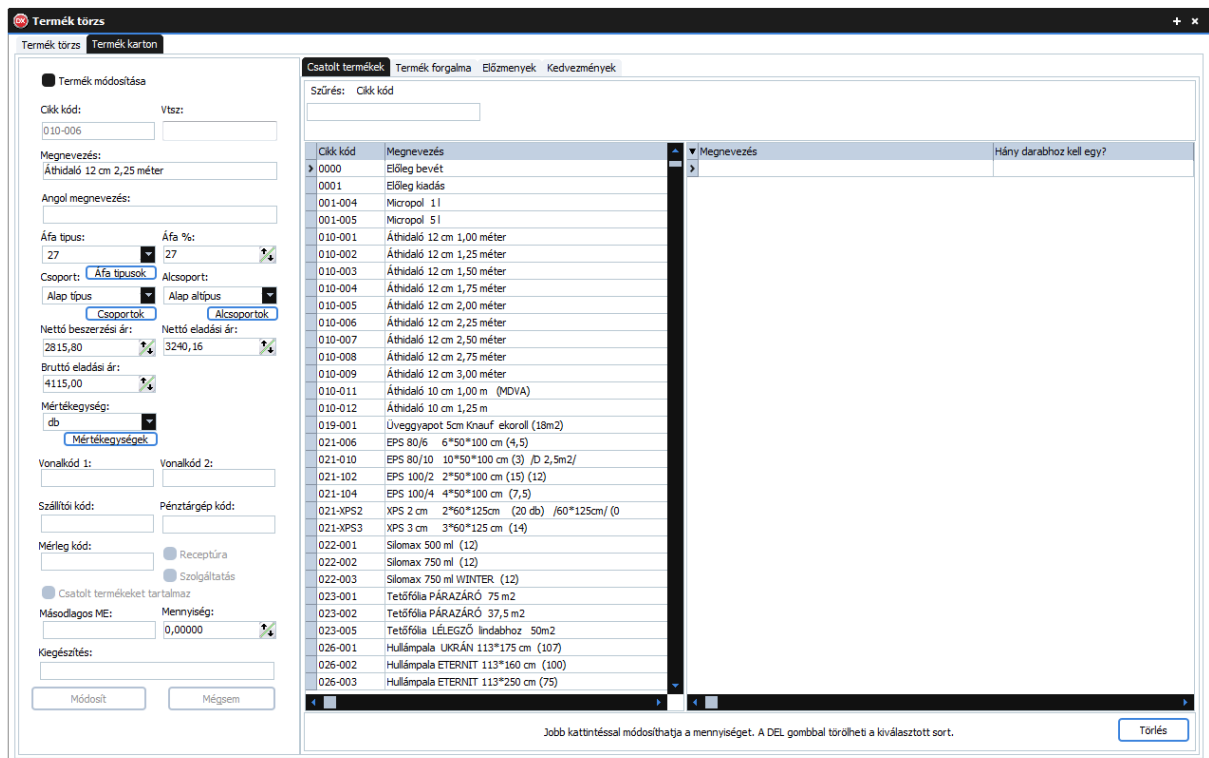 Termék törzs
Termék törzs Termék karton
Termék módosítása
Cikk kód: Vtsz:
010-006
Megnevezés:
Áthidaló 12 cm 2,25 méter
Angol megnevezés:
Áfa tipus: Áfa %:
27 27
Csoport: Áfa tipusok Alcsoport:
Alap típus Alap altípus
Csoportok Alcsoportok
Nettó beszerzési ár: Nettó eladási ár:
2815,80 3240,16
Bruttó eladási ár:
4115,00
Mértékegység:
db
Mértékegységek
Vonalkód 1: Vonalkód 2:
Szállítói kód: Pénztárgép kód:
Mérleg kód:
Receptúra
Szolgáltatás
Csatolt termékeket tartalmaz
Másodlagos ME: Mennyiség:
0,00000
Kiegészítés:
Módosít Mégsem
Csatolt termékek Termék forgalma Előzmenyek Kedvezmények
Szűrés: Cikk kód
Cikk kód Megnevezés
0000 Előleg bevét
0001 Előleg kiadás
001-004 Micropol 1 l
001-005 Micropol 5 l
010-001 Áthidaló 12 cm 1,00 méter
010-002 Áthidaló 12 cm 1,25 méter
010-003 Áthidaló 12 cm 1,50 méter
010-004 Áthidaló 12 cm 1,75 méter
010-005 Áthidaló 12 cm 2,00 méter
010-006 Áthidaló 12 cm 2,25 méter
010-007 Áthidaló 12 cm 2,50 méter
010-008 Áthidaló 12 cm 2,75 méter
010-009 Áthidaló 12 cm 3,00 méter
010-011 Áthidaló 10 cm 1,00 m (MDVA)
010-012 Áthidaló 10 cm 1,25 m
019-001 Üveggyapot 5cm Knauf ekoroll (18m2)
021-006 EPS 80/6 6*50*100 cm (4,5)
021-010 EPS 80/10 10*50*100 cm (3) /D 2,5m2/
021-102 EPS 100/2 2*50*100 cm (15) (12)
021-104 EPS 100/4 4*50*100 cm (7,5)
021-XPS2 XPS 2 cm 2*60*125cm (20 db) /60*125cm/ (0
021-XPS3 XPS 3 cm 3*60*125 cm (14)
022-001 Silomax 500 ml (12)
022-002 Silomax 750 ml (12)
022-003 Silomax 750 ml WINTER (12)
023-001 Tetőfólia PÁRAZÁRÓ 75 m2
023-002 Tetőfólia PÁRAZÁRÓ 37,5 m2
023-005 Tetőfólia LÉLEGZŐ lindabhoz 50m2
026-001 Hullámpala UKRÁN 113*175 cm (107)
026-002 Hullámpala ETERNIT 113*160 cm (100)
026-003 Hullámpala ETERNIT 113*250 cm (75)
Megnevezés Hány darabhoz kell egy?
Jobb kattintéssal módosíthatja a mennyiséget. A DEL gombbal törölheti a kiválasztott sort.
Törlés